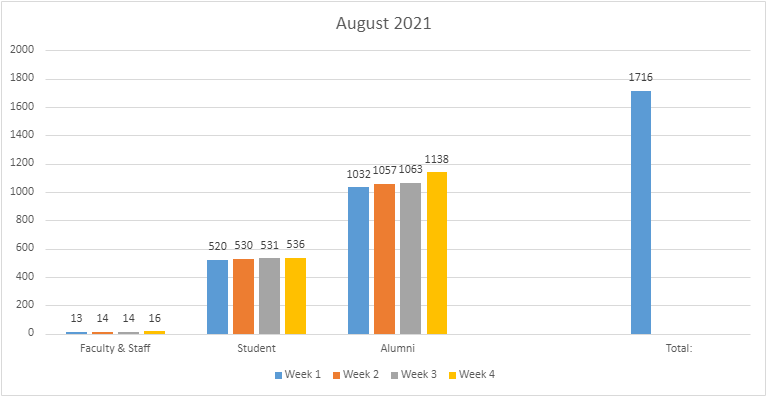 August 2021
2000
1800
1600
1400
1200
1000
800
600
400
200
0
13 14 14 16
520 530 531 536
1032 1057 1063 1138
1716
Faculty & Staff Student Alumni Total:
Week 1 Week 2 Week 3 Week 4